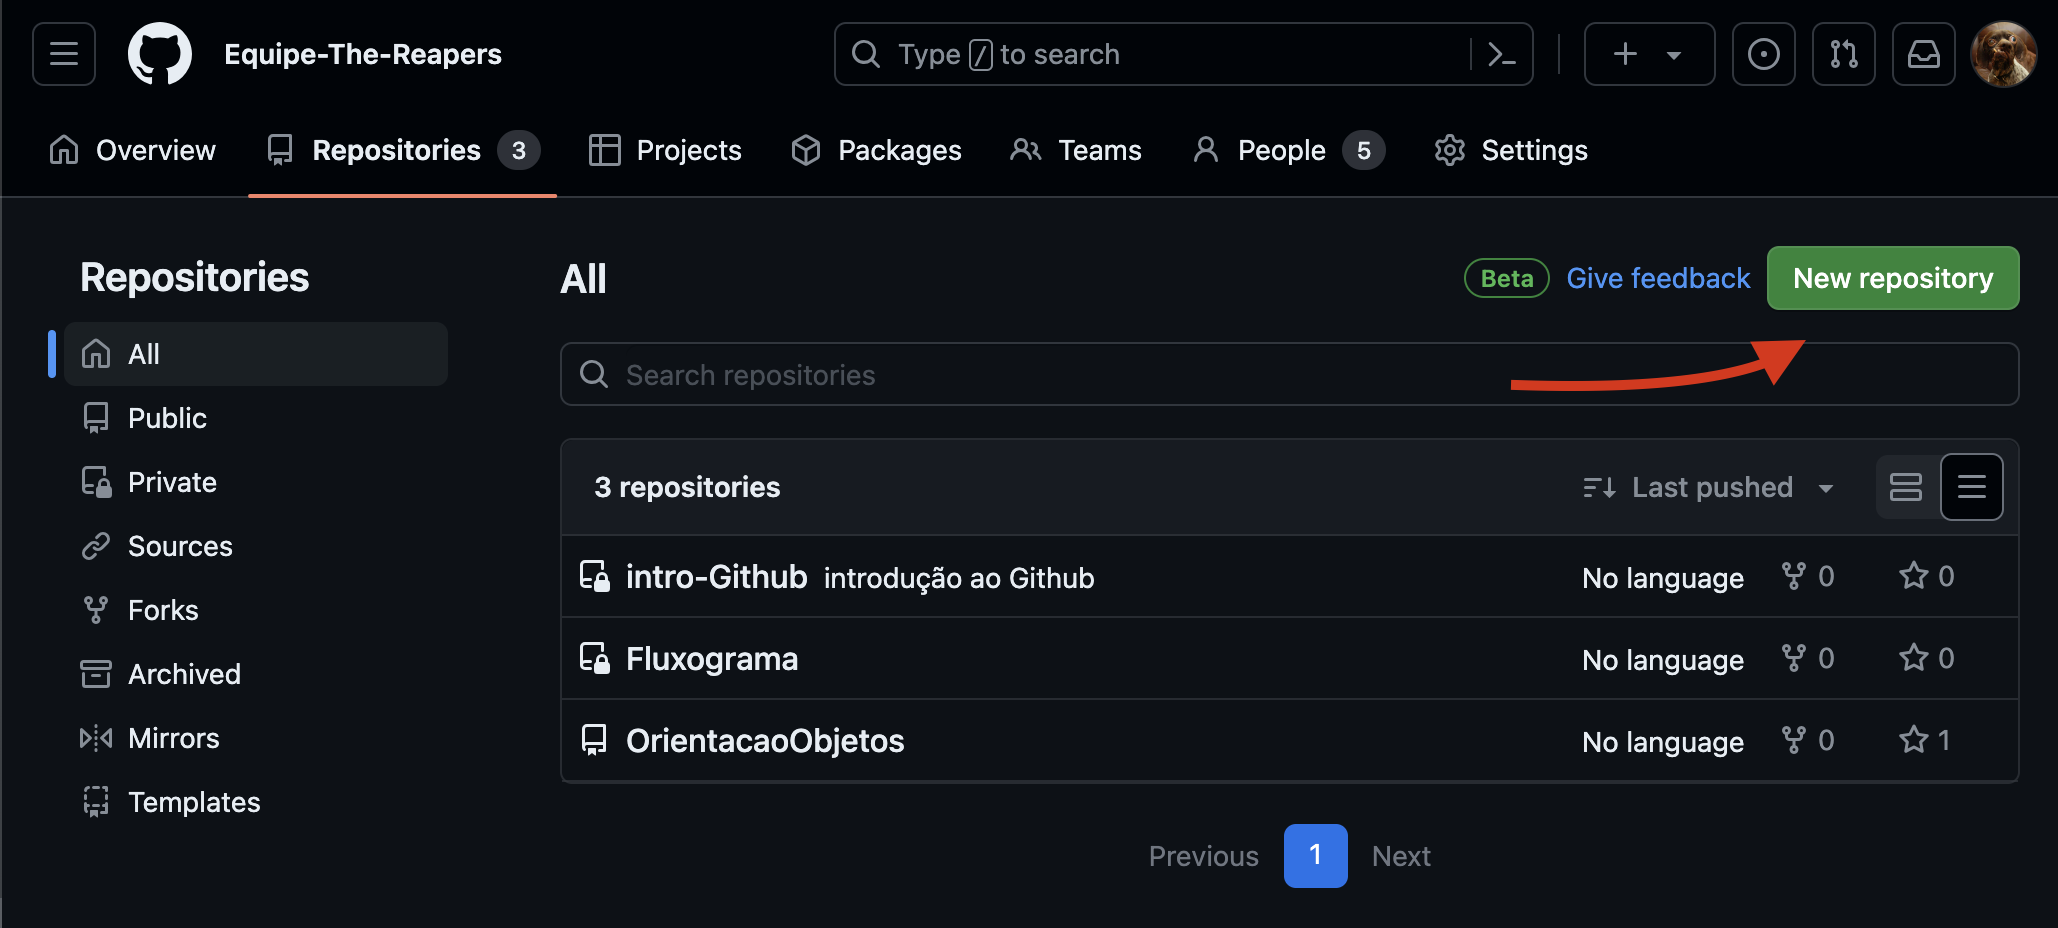 Equipe-The-Reapers
Type / to search
Overview
Repositories 3
Projects
Packages
Teams
People 5
Settings
Repositories
All
Public
Private
Sources
Forks
Archived
Mirrors
Templates
All
Beta
Give feedback
New repository
Search repositories
3 repositories
Last pushed
intro-Github introdução ao Github
No language 0 0
Fluxograma
No language 0 0
OrientacaoObjetos
No language 0 1
Previous 1 Next